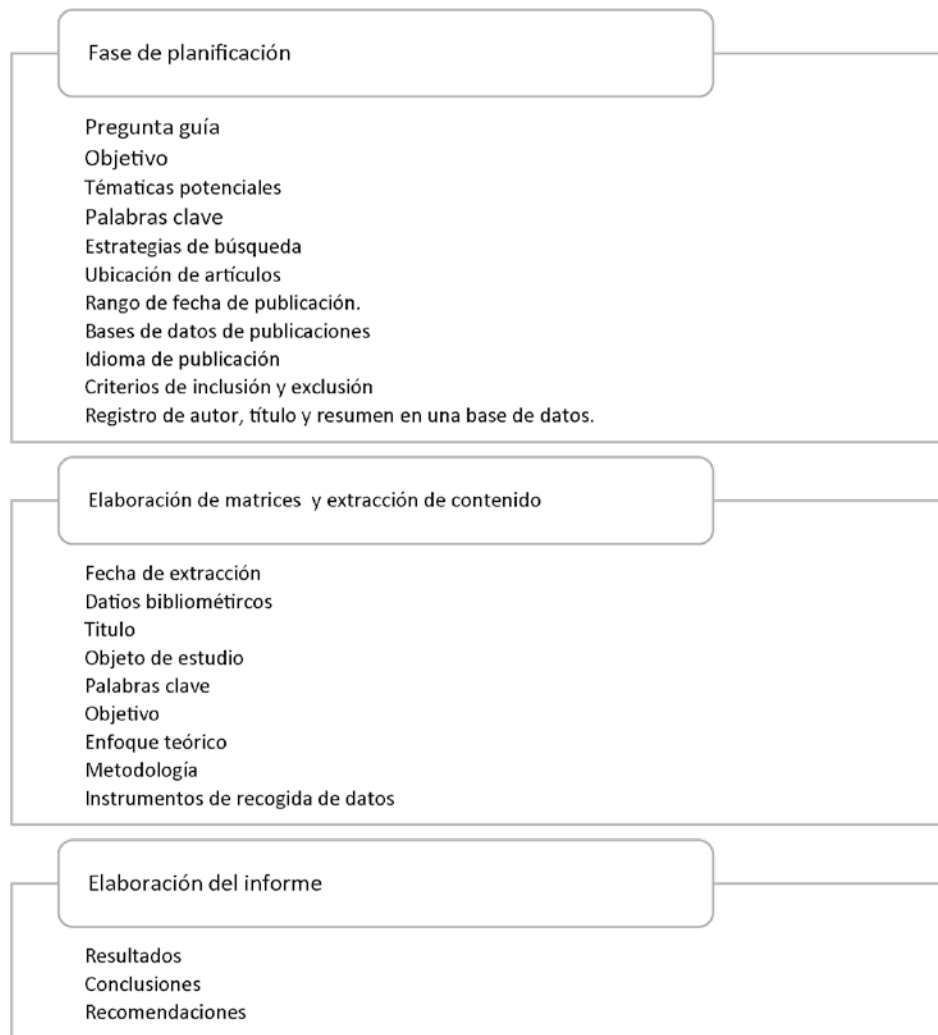 Fase de planificación
Pregunta guía
Objetivo
Tématicas potenciales
Palabras clave
Estrategias de búsqueda
Ubicación de artículos
Rango de fecha de publicación.
Bases de datos de publicaciones
Idioma de publicación
Criterios de inclusión y exclusión
Registro de autor, título y resumen en una base de datos.
Elaboración de matrices y extracción de contenido
Fecha de extracción
Datios bibliométircos
Titulo
Objeto de estudio
Palabras clave
Objetivo
Enfoque teórico
Metodología
Instrumentos de recogida de datos
Elaboración del informe
Resultados
Conclusiones
Recomendaciones